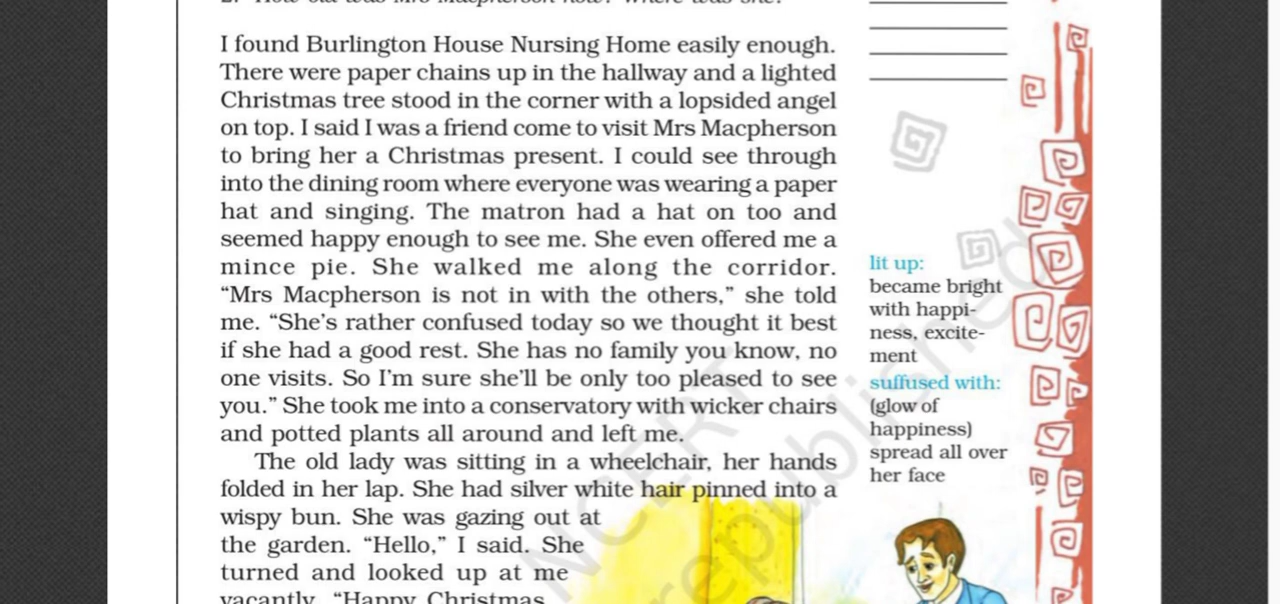 2. How old was Mrs Macpherson now? Where was she?
I found Burlington House Nursing Home easily enough.
There were paper chains up in the hallway and a lighted
Christmas tree stood in the corner with a lopsided angel
on top. I said I was a friend come to visit Mrs Macpherson
to bring her a Christmas present. I could see through
into the dining room where everyone was wearing a paper
hat and singing. The matron had a hat on too and
seemed happy enough to see me. She even offered me a
mince pie. She walked me along the corridor.
“Mrs Macpherson is not in with the others,” she told
me. “She’s rather confused today so we thought it best
if she had a good rest. She has no family you know, no
one visits. So I’m sure she’ll be only too pleased to see
you.” She took me into a conservatory with wicker chairs
and potted plants all around and left me.
The old lady was sitting in a wheelchair, her hands
folded in her lap. She had silver white hair pinned into a
wispy bun. She was gazing out at
the garden. “Hello,” I said. She
turned and looked up at me
vacantly. “Happy Christmas
lit up:
became bright
with happi-
ness, excite-
ment
suffused with:
(glow of
happiness)
spread all over
her face
NCERT
republished